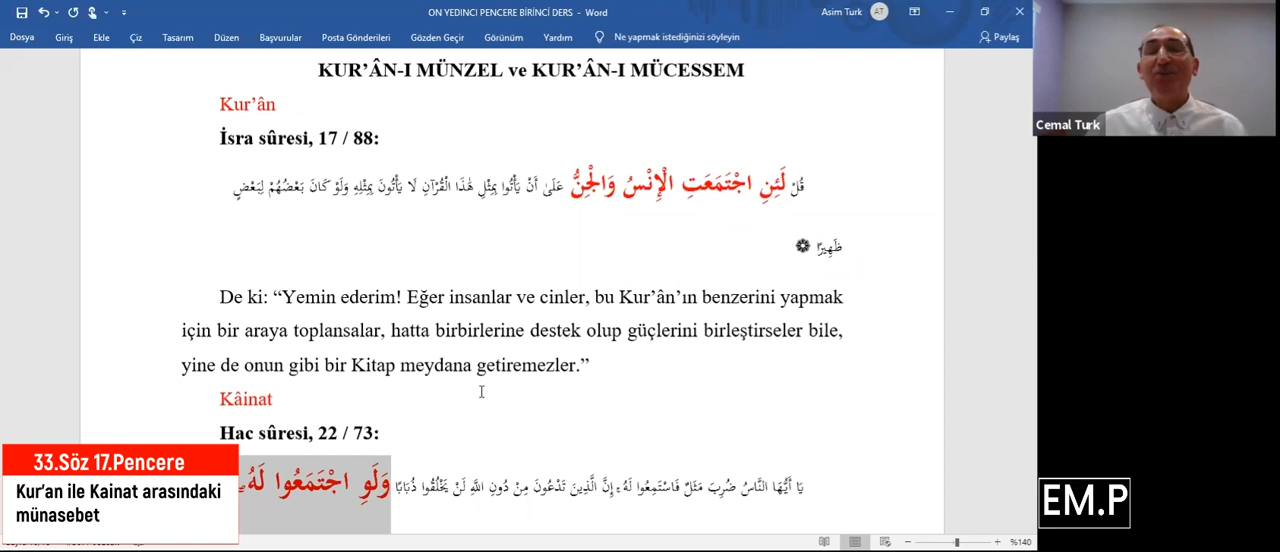 ON YEDINCI PENCERE BİRİNCİ DERS - Word
Asim Turk
AT
Dosya Giriş Ekle Çiz Tasarım Düzen Başvurular Posta Gönderileri Gözden Geçir Görünüm Yardım Ne yapmak istediğinizi söyleyin Paylaş
KUR’ÂN-I MÜNZEL ve KUR’ÂN-I MÜCESSEM
Kur’ân
İsra sûresi, 17 / 88:
قُلْ لَئِنِ اجْتَمَعَتِ الْاِنْسُ وَالْجِنُّ عَلٰٓى اَنْ يَأْتُوا بِمِثْلِ هٰذَا الْقُرْاٰنِ لَا يَأْتُونَ بِمِثْلِهٖ وَلَوْ كَانَ بَعْضُهُمْ لِبَعْضٍ
ظَهِيرًا
De ki: “Yemin ederim! Eğer insanlar ve cinler, bu Kur’ân’ın benzerini yapmak
için bir araya toplansalar, hatta birbirlerine destek olup güçlerini birleştirseler bile,
yine de onun gibi bir Kitap meydana getiremezler.”
Kâinat
Hac sûresi, 22 / 73:
يَا اَيُّهَا النَّاسُ ضُرِبَ مَثَلٌ فَاسْتَمِعُوا لَهُ اِنَّ الَّذِينَ تَدْعُونَ مِنْ دُونِ اللّٰهِ لَنْ يَخْلُقُوا ذُبَابًا وَلَوِ اجْتَمَعُوا لَهُ
33.Söz 17.Pencere
Kur’an ile Kainat arasındaki
münasebet
Cemal Turk
EM.P
%140